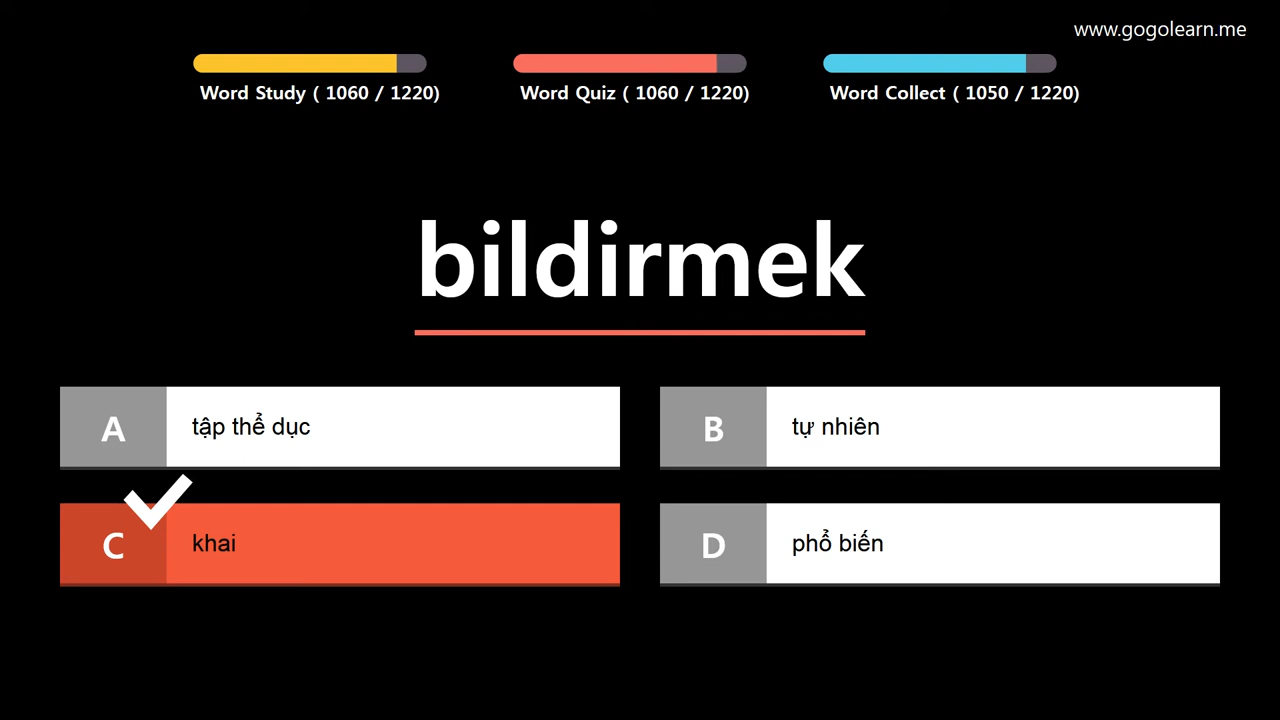 www.gogolearn.me
Word Study ( 1060 / 1220)
Word Quiz ( 1060 / 1220)
Word Collect ( 1050 / 1220)
bildirmek
A
tập thể dục
B
tự nhiên
C
khai
D
phổ biến